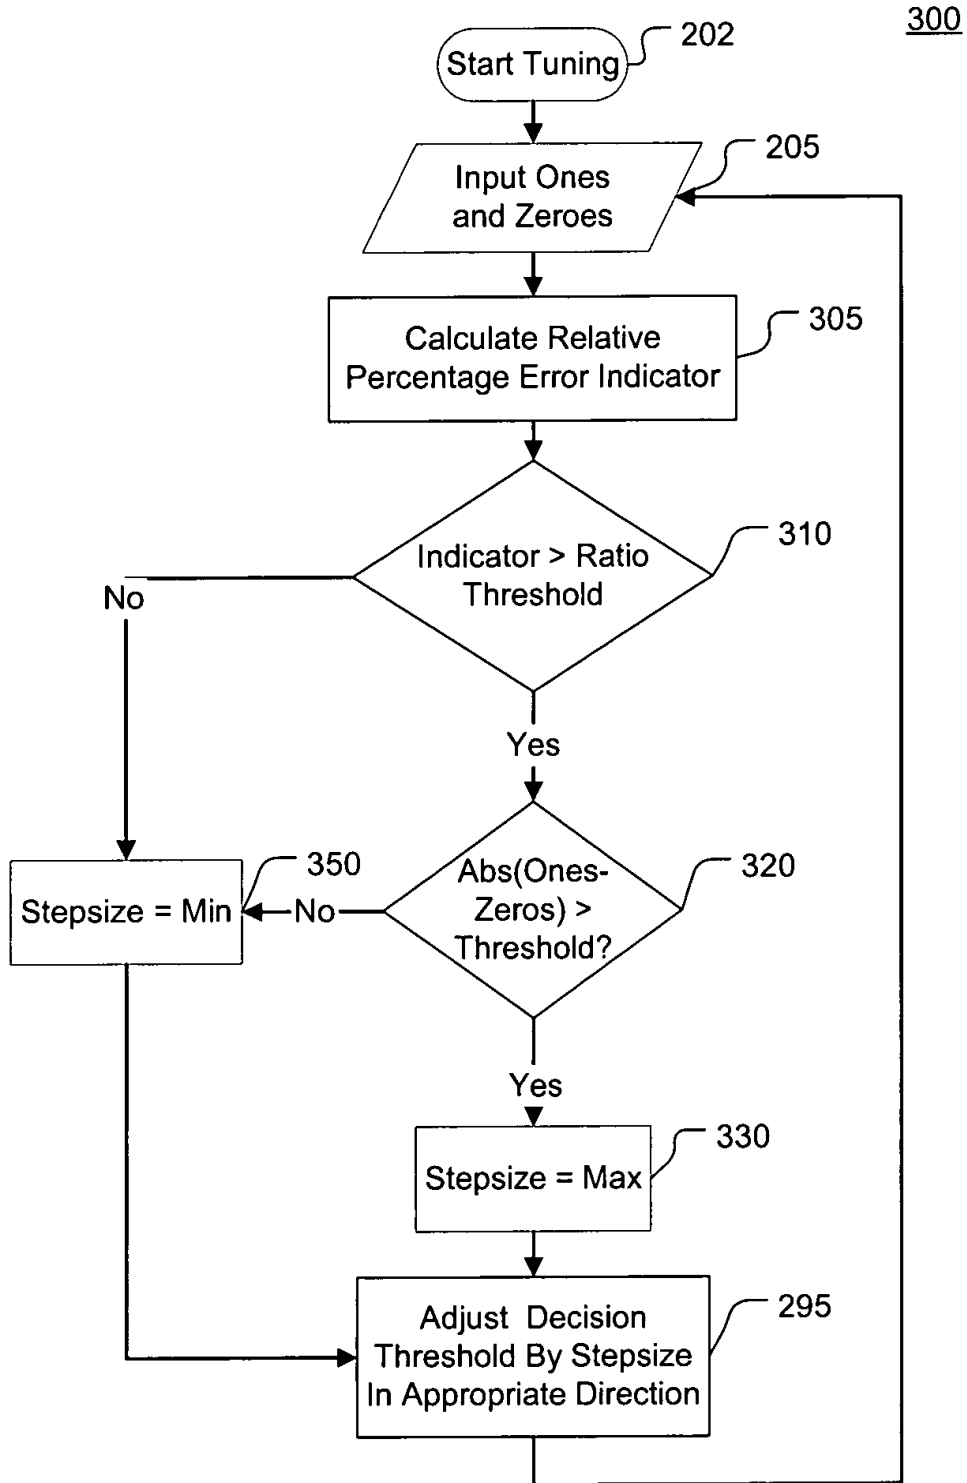 300
202
Start Tuning
205
Input Ones
and Zeroes
305
Calculate Relative
Percentage Error Indicator
310
Indicator > Ratio
Threshold
No
Yes
320
Abs(Ones-
Zeros) >
Threshold?
350
Stepsize = Min
No
Yes
330
Stepsize = Max
295
Adjust Decision
Threshold By Stepsize
In Appropriate Direction